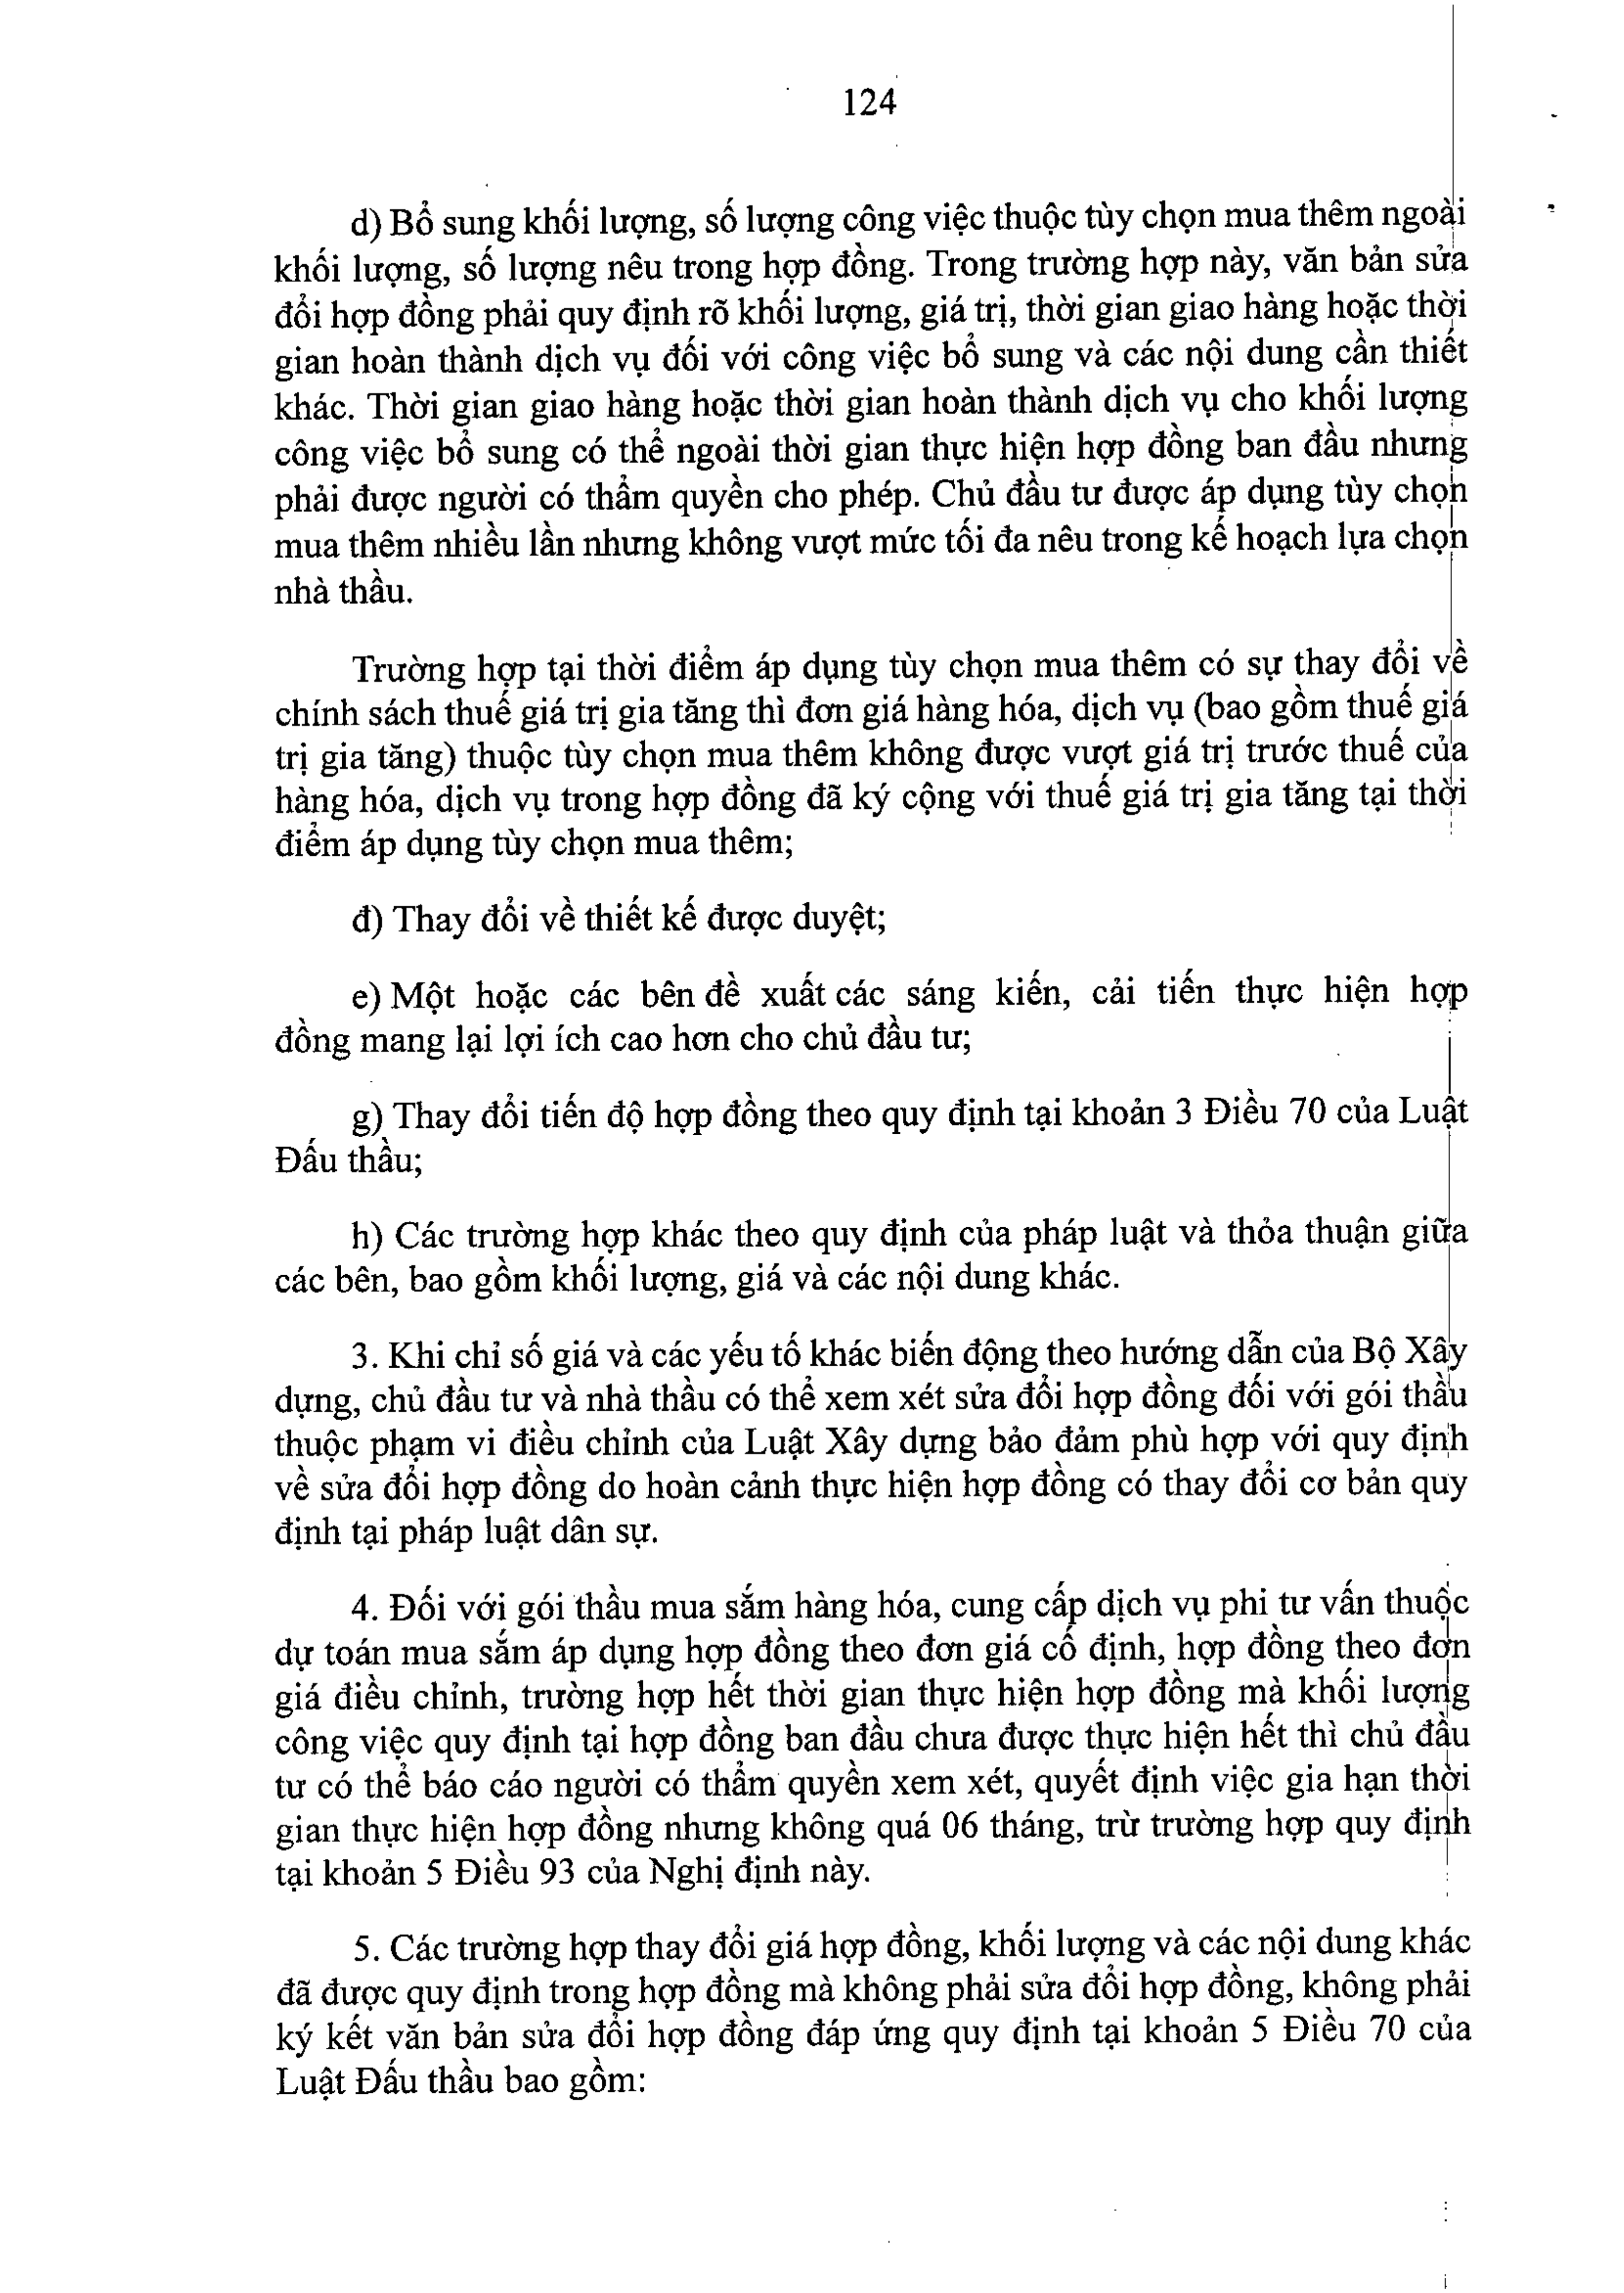 124
d) Bổ sung khối lượng, số lượng công việc thuộc tùy chọn mua thêm ngoài
khối lượng, số lượng nêu trong hợp đồng. Trong trường hợp này, văn bản sửa
đổi hợp đồng phải quy định rõ khối lượng, giá trị, thời gian giao hàng hoặc thời
gian hoàn thành dịch vụ đối với công việc bổ sung và các nội dung cần thiết
khác. Thời gian giao hàng hoặc thời gian hoàn thành dịch vụ cho khối lượng
công việc bổ sung có thể ngoài thời gian thực hiện hợp đồng ban đầu nhưng
phải được người có thẩm quyền cho phép. Chủ đầu tư được áp dụng tùy chọn
mua thêm nhiều lần nhưng không vượt mức tối đa nêu trong kế hoạch lựa chọn
nhà thầu.
Trường hợp tại thời điểm áp dụng tùy chọn mua thêm có sự thay đổi về
chính sách thuế giá trị gia tăng thì đơn giá hàng hóa, dịch vụ (bao gồm thuế giá
trị gia tăng) thuộc tùy chọn mua thêm không được vượt giá trị trước thuế của
hàng hóa, dịch vụ trong hợp đồng đã ký cộng với thuế giá trị gia tăng tại thời
điểm áp dụng tùy chọn mua thêm;
đ) Thay đổi về thiết kế được duyệt;
e) Một hoặc các bên đề xuất các sáng kiến, cải tiến thực hiện hợp
đồng mang lại lợi ích cao hơn cho chủ đầu tư;
g) Thay đổi tiến độ hợp đồng theo quy định tại khoản 3 Điều 70 của Luật
Đấu thầu;
h) Các trường hợp khác theo quy định của pháp luật và thỏa thuận giữa
các bên, bao gồm khối lượng, giá và các nội dung khác.
3. Khi chỉ số giá và các yếu tố khác biến động theo hướng dẫn của Bộ Xây
dựng, chủ đầu tư và nhà thầu có thể xem xét sửa đổi hợp đồng đối với gói thầu
thuộc phạm vi điều chỉnh của Luật Xây dựng bảo đảm phù hợp với quy định
về sửa đổi hợp đồng do hoàn cảnh thực hiện hợp đồng có thay đổi cơ bản quy
định tại pháp luật dân sự.
4. Đối với gói thầu mua sắm hàng hóa, cung cấp dịch vụ phi tư vấn thuộc
dự toán mua sắm áp dụng hợp đồng theo đơn giá cố định, hợp đồng theo đơn
giá điều chỉnh, trường hợp hết thời gian thực hiện hợp đồng mà khối lượng
công việc quy định tại hợp đồng ban đầu chưa được thực hiện hết thì chủ đầu
tư có thể báo cáo người có thẩm quyền xem xét, quyết định việc gia hạn thời
gian thực hiện hợp đồng nhưng không quá 06 tháng, trừ trường hợp quy định
tại khoản 5 Điều 93 của Nghị định này.
5. Các trường hợp thay đổi giá hợp đồng, khối lượng và các nội dung khác
đã được quy định trong hợp đồng mà không phải sửa đổi hợp đồng, không phải
ký kết văn bản sửa đổi hợp đồng đáp ứng quy định tại khoản 5 Điều 70 của
Luật Đấu thầu bao gồm: